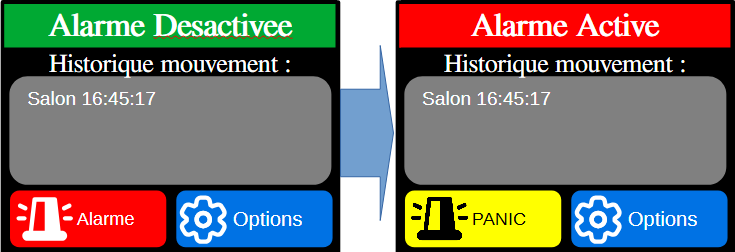 Alarme Desactivee
Historique mouvement :
Salon 16:45:17
Alarme
Options
Alarme Active
Historique mouvement :
Salon 16:45:17
PANIC
Options